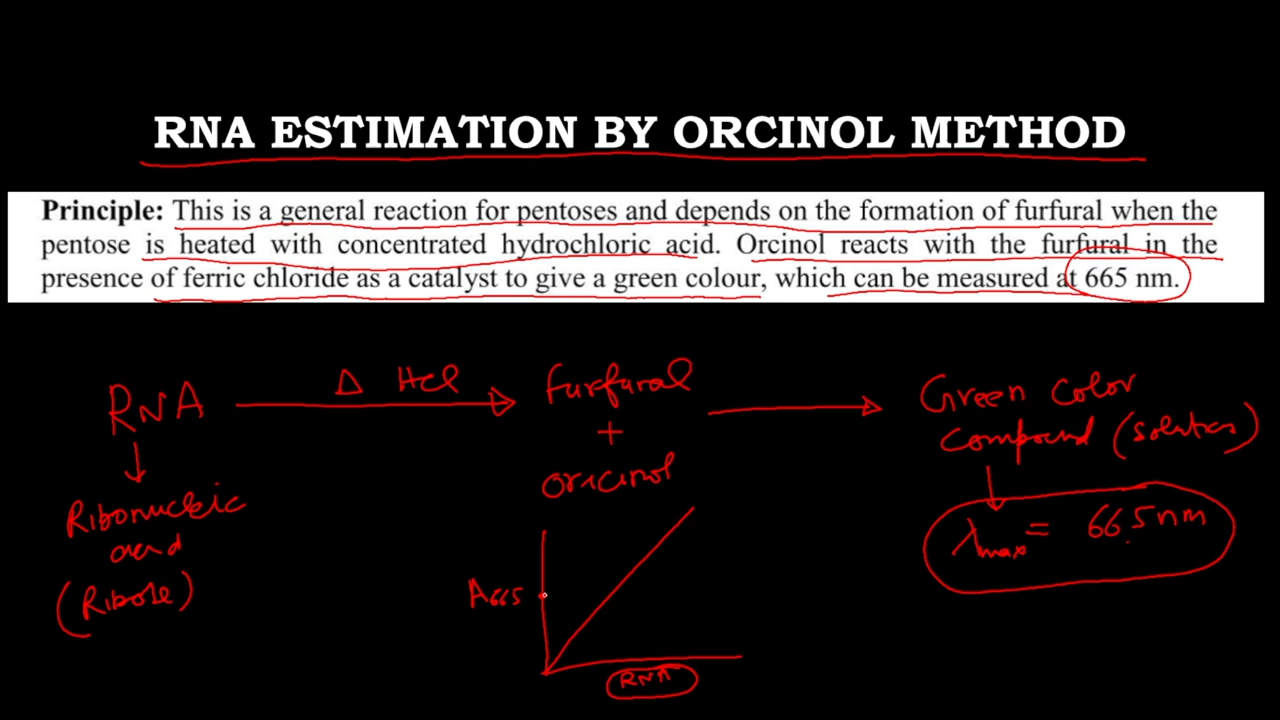 RNA ESTIMATION BY ORCINOL METHOD
Principle: This is a general reaction for pentoses and depends on the formation of furfural when the
pentose is heated with concentrated hydrochloric acid. Orcinol reacts with the furfural in the
presence of ferric chloride as a catalyst to give a green colour, which can be measured at 665 nm.
RNA
Δ HCl
Furfural
+
Green Color
Compound (solution)
λmax = 665nm
Ribonucleic
acid
(Ribose)
A665
RNA